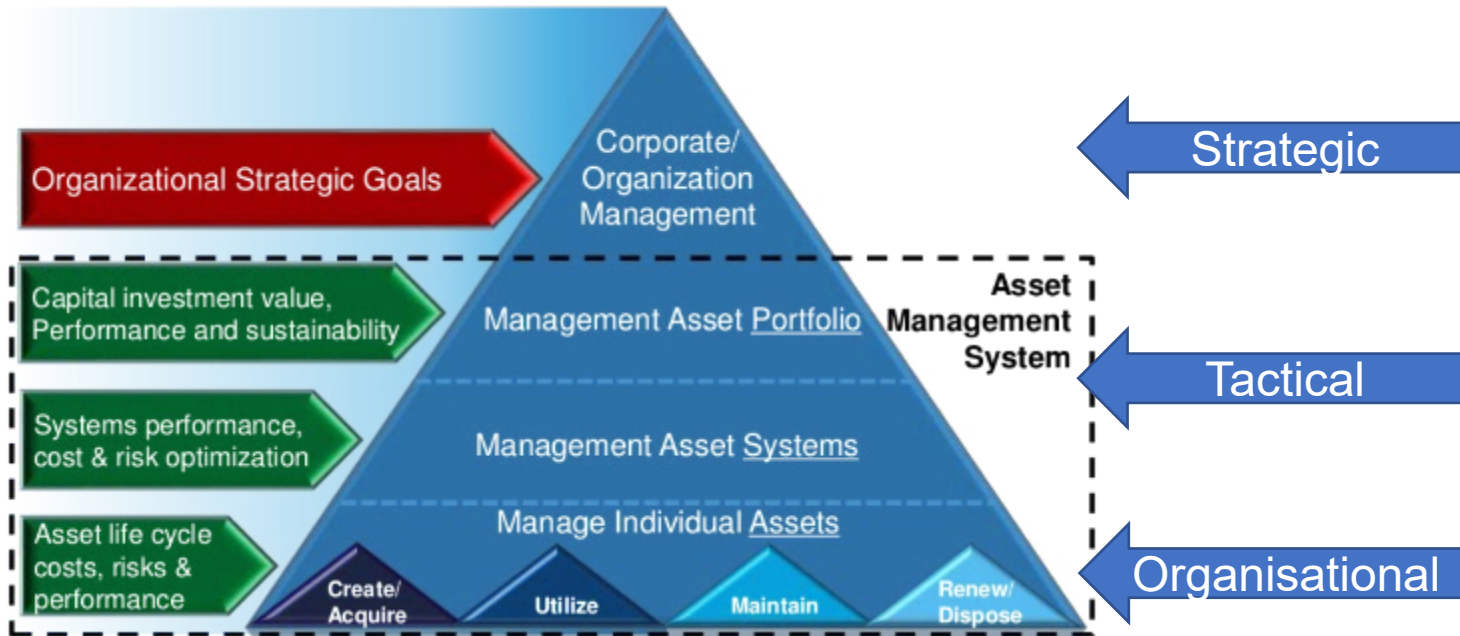 Corporate/
Organization
Management
Strategic
Organizational Strategic Goals
Capital investment value,
Performance and sustainability
Management Asset Portfolio
Asset
Management
System
Tactical
Systems performance,
cost & risk optimization
Management Asset Systems
Manage Individual Assets
Asset life cycle
costs, risks &
performance
Create/
Acquire
Utilize
Maintain
Renew/
Dispose
Organisational